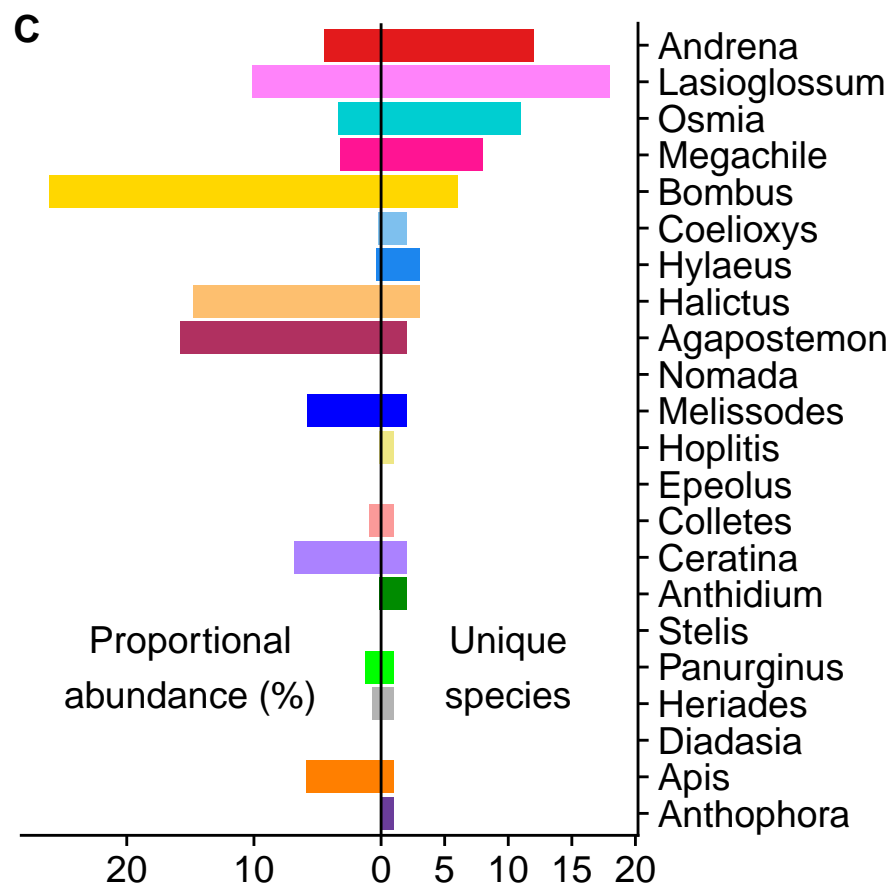 C
Andrena
Lasioglossum
Osmia
Megachile
Bombus
Coelioxys
Hylaeus
Halictus
Agapostemon
Nomada
Melissodes
Hoplitis
Epeolus
Colletes
Ceratina
Anthidium
Stelis
Panurginus
Heriades
Diadasia
Apis
Anthophora
Proportional
abundance (%)
Unique
species
20 10 0 5 10 15 20